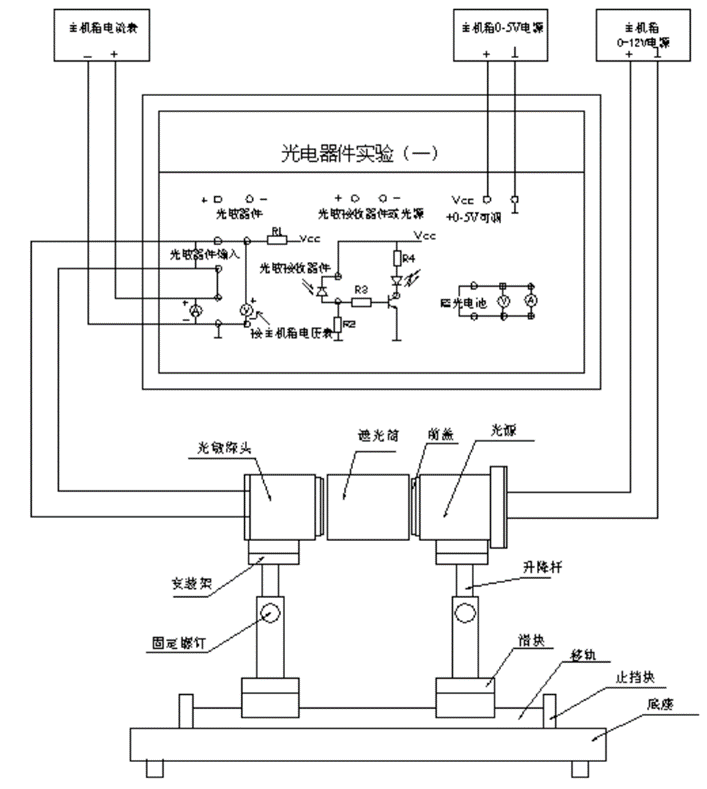 主机箱电流表
− +
主机箱0-5V电源
+ ⊥
主机箱
0-12V电源
+ ⊥
光电器件实验（一）
+ −
光敏器件
+ −
光敏接收器件或光源
Vcc
+0-5V可调
R1
Vcc
光敏器件输入
Vcc
R4
光敏接收器件
R3
R2
+
A
−
+
V
接主机箱电压表
硅光电池
V
A
光敏探头
遮光筒
前盖
光源
安装架
升降杆
固定螺钉
滑块
移轨
止挡块
底座